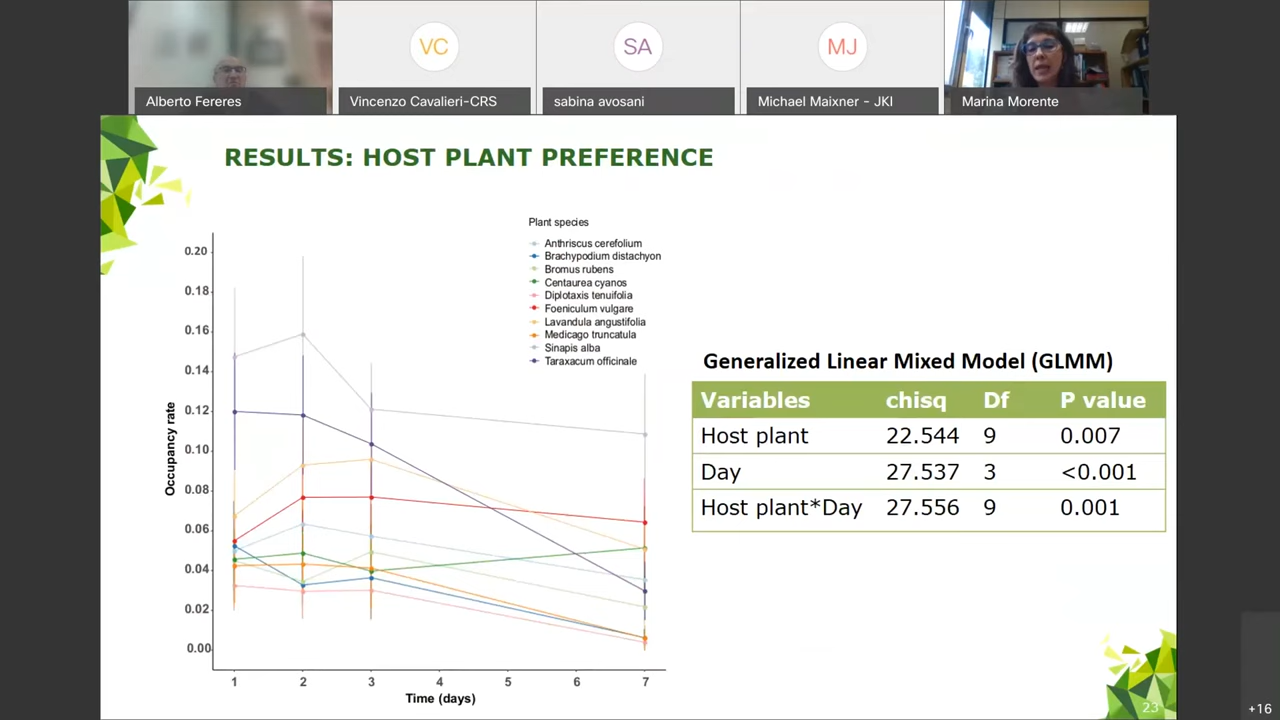 VC
SA
MJ
Alberto Fereres
Vincenzo Cavalieri-CRS
sabina avosani
Michael Maixner - JKI
Marina Morente
RESULTS: HOST PLANT PREFERENCE
Plant species
Anthriscus cerefolium
Brachypodium distachyon
Bromus rubens
Centaurea cyanos
Diplotaxis tenuifolia
Foeniculum vulgare
Lavandula angustifolia
Medicago truncatula
Sinapis alba
Taraxacum officinale
Occupancy rate
0.20
0.18
0.16
0.14
0.12
0.10
0.08
0.06
0.04
0.02
0.00
1 2 3 4 5 6 7
Time (days)
Generalized Linear Mixed Model (GLMM)
Variables chisq Df P value
Host plant 22.544 9 0.007
Day 27.537 3 <0.001
Host plant*Day 27.556 9 0.001
23
+16